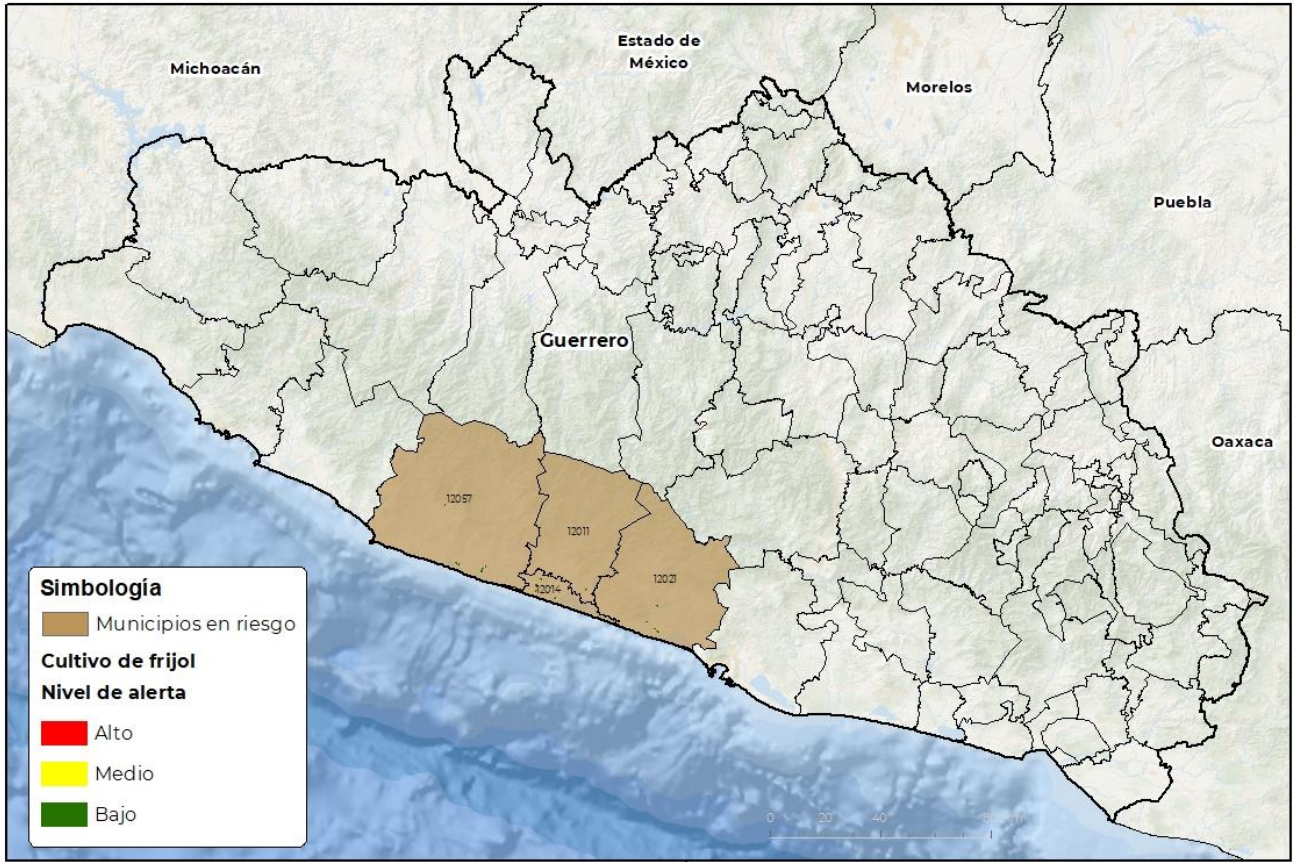 Estado de
México
Michoacán
Morelos
Puebla
Guerrero
Oaxaca
12057
12011
12021
12014
Simbología
Municipios en riesgo
Cultivo de frijol
Nivel de alerta
Alto
Medio
Bajo
0 20 40